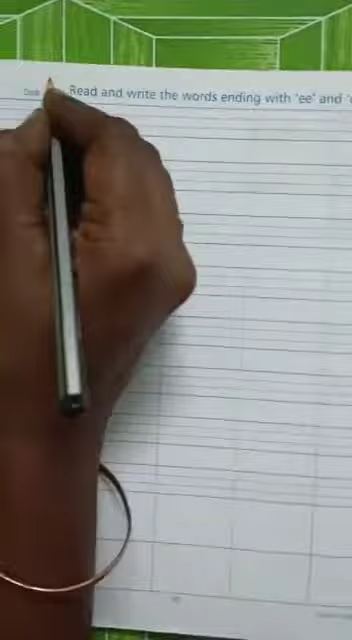 Read and write the words ending with 'ee' and '